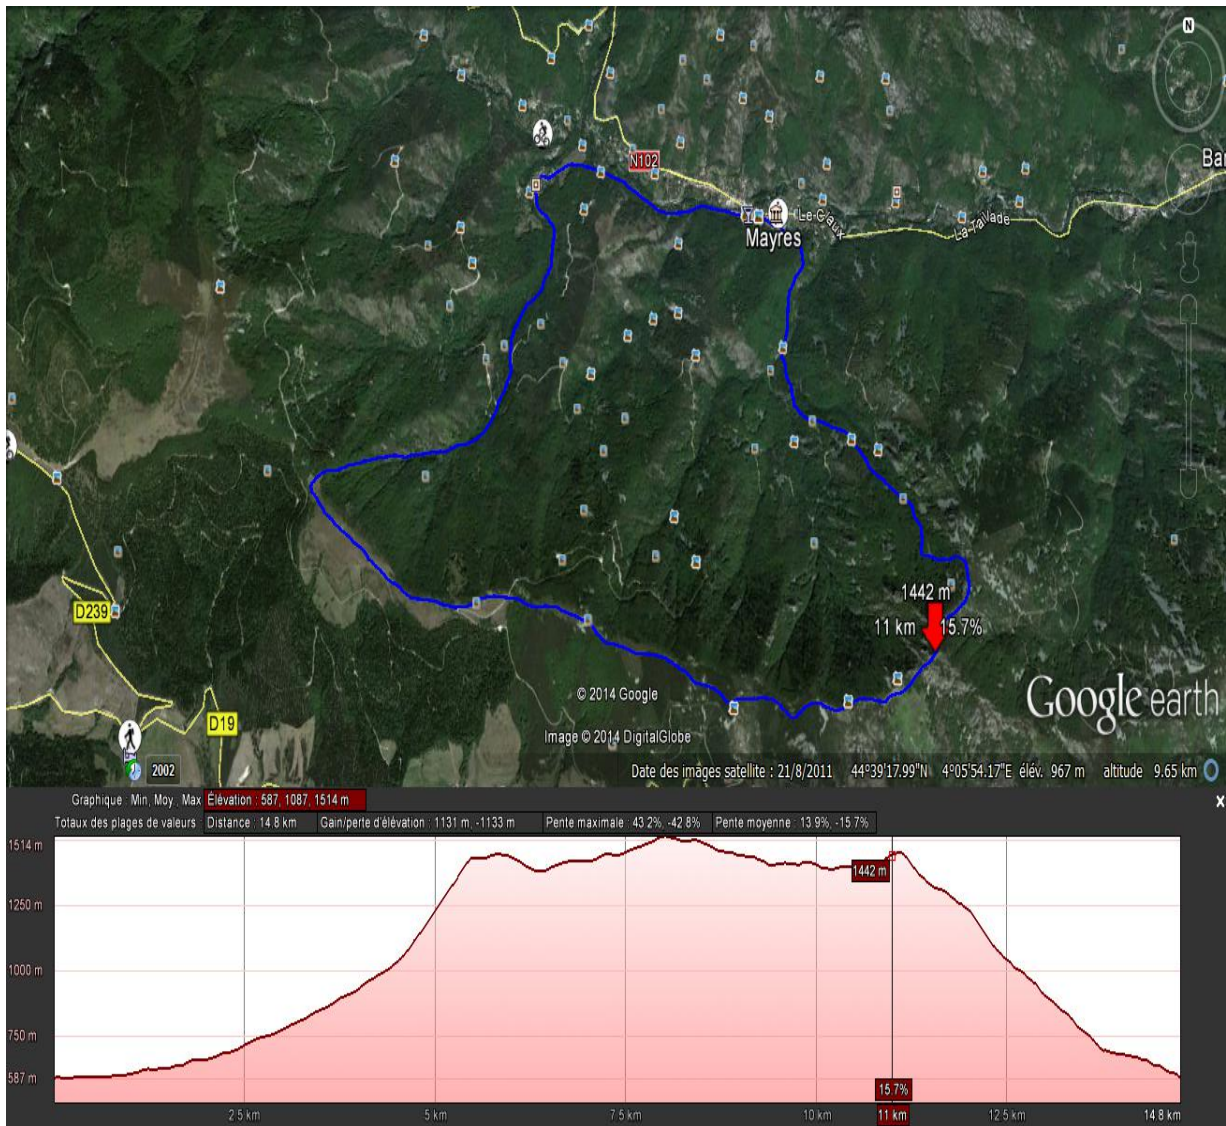 N
N102
Bar
Le C'aux
La Taillade
Mayres
1442 m
11 km 15.7%
D239
D19
2002
© 2014 Google
Image © 2014 DigitalGlobe
Google earth
Date des images satellite : 21/8/2011 44°39'17.99"N 4°05'54.17"E élév. 967 m altitude 9.65 km
Graphique : Min, Moy., Max Élévation : 587, 1087, 1514 m
x
Totaux des plages de valeurs : Distance : 14.8 km Gain/perte d'élévation : 1131 m, -1133 m Pente maximale : 43.2%, -42.8% Pente moyenne : 13.9%, -15.7%
1514 m
1442 m
1250 m
1000 m
750 m
587 m
15.7%
2.5 km 5 km 7.5 km 10 km 11 km 12.5 km 14.8 km